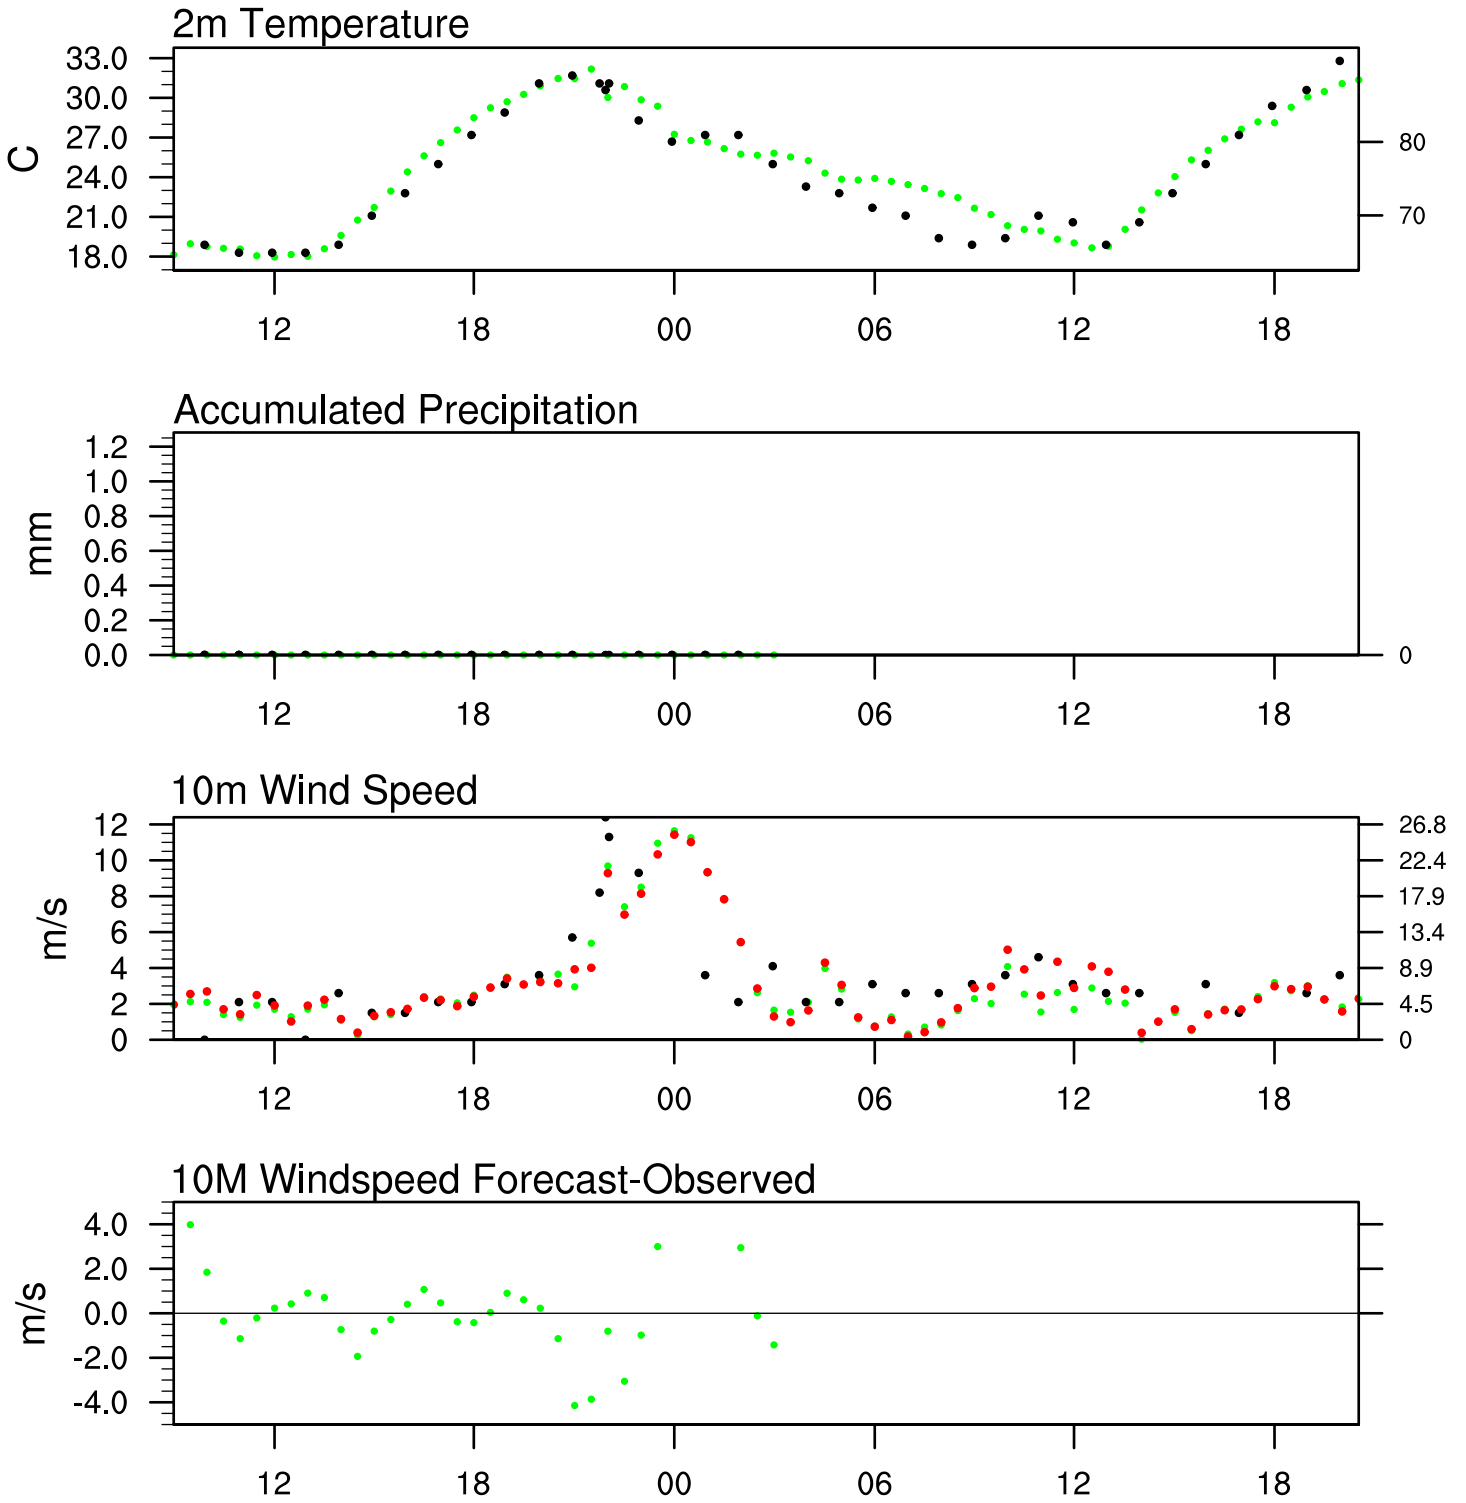 2m Temperature
33.0
30.0
27.0
24.0
21.0
18.0
C
80
70
12 18 00 06 12 18
Accumulated Precipitation
1.2
1.0
0.8
0.6
0.4
0.2
0.0
mm
0
12 18 00 06 12 18
10m Wind Speed
12
10
8
6
4
2
0
m/s
26.8
22.4
17.9
13.4
8.9
4.5
0
12 18 00 06 12 18
10M Windspeed Forecast-Observed
4.0
2.0
0.0
-2.0
-4.0
m/s
12 18 00 06 12 18